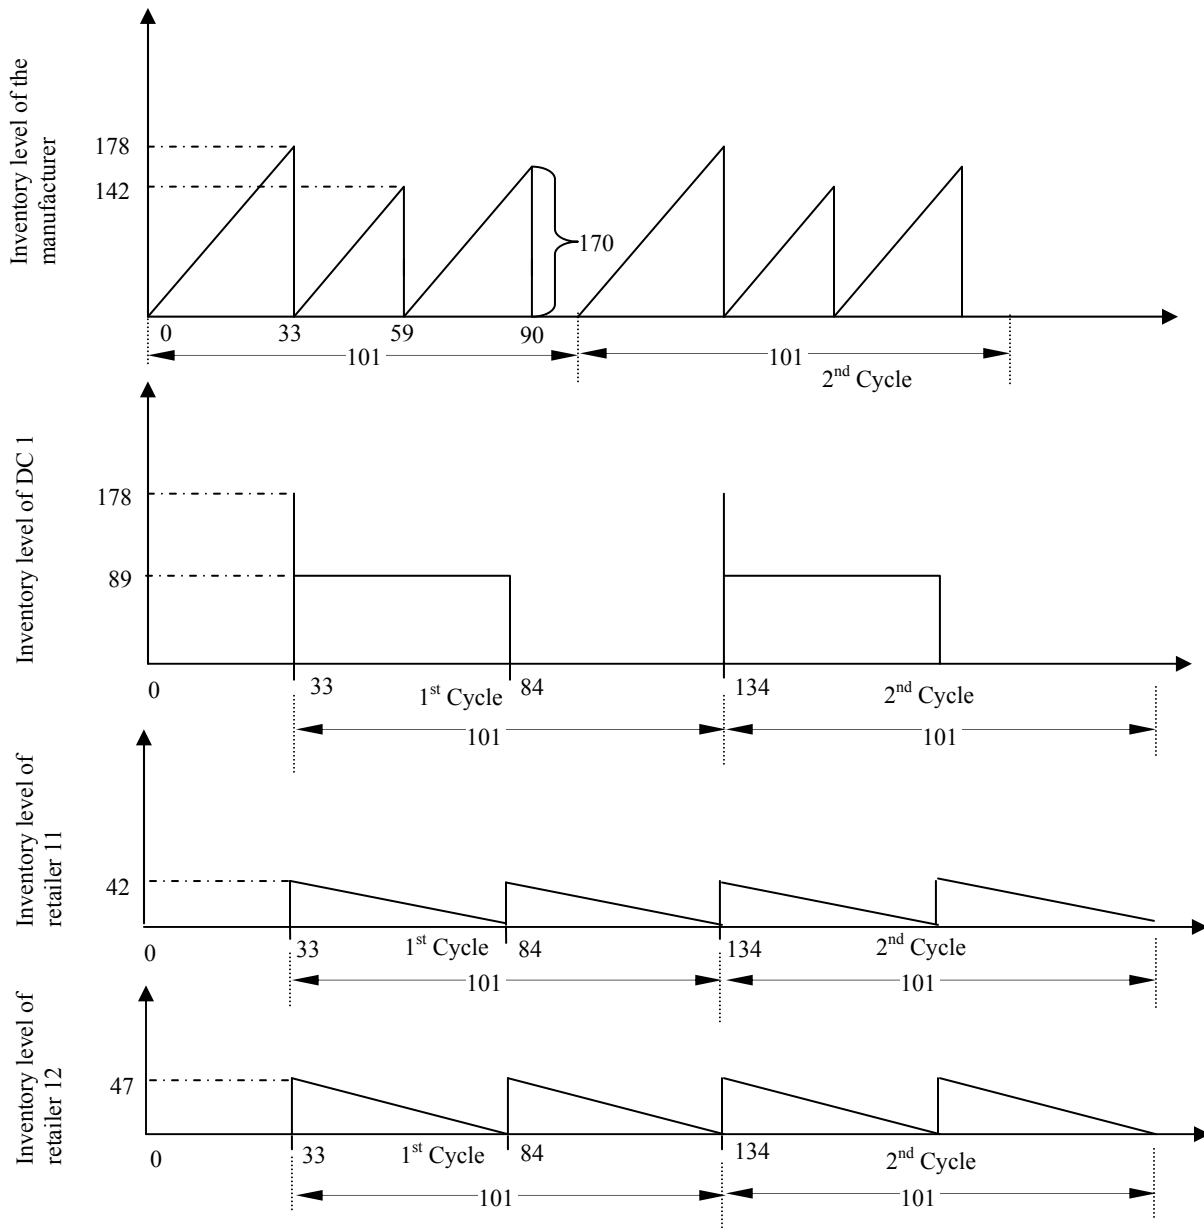 Inventory level of the
manufacturer
178
142
170
0 33 59 90
101 101
2nd Cycle
Inventory level of DC 1
178
89
0 33 1st Cycle 84 134 2nd Cycle
101 101
Inventory level of
retailer 11
42
0 33 1st Cycle 84 134 2nd Cycle
101 101
Inventory level of
retailer 12
47
0 33 1st Cycle 84 134 2nd Cycle
101 101